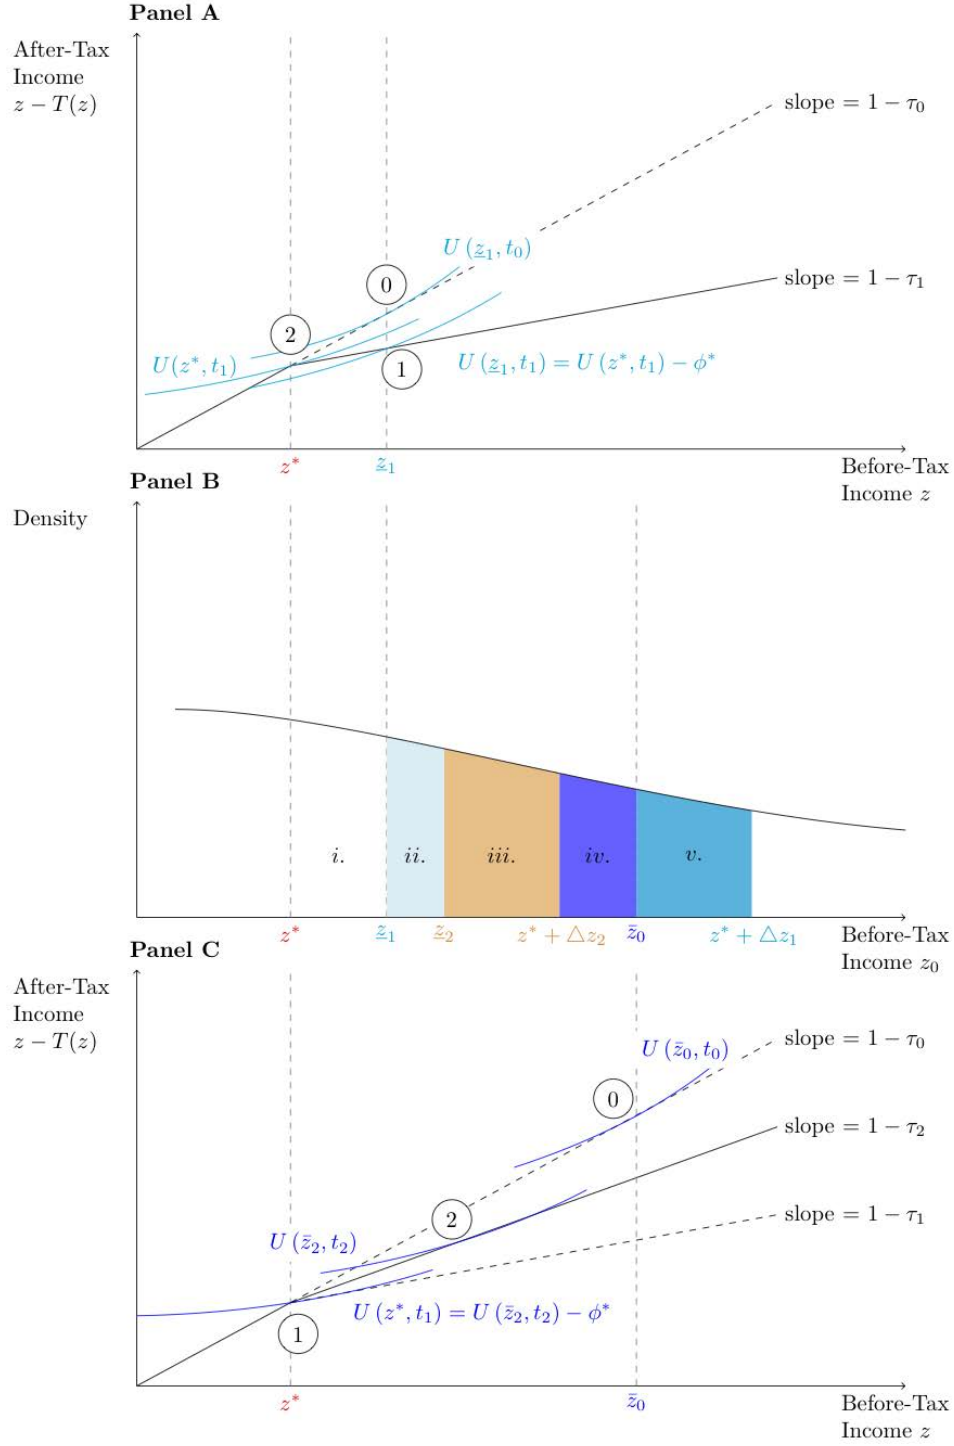 Panel A
After-Tax
Income
z − T(z)
slope = 1 − τ₀
U (z̲₁, t₀)
0
slope = 1 − τ₁
2
U(z*, t₁)
1
U (z̲₁, t₁) = U (z*, t₁) − ϕ*
z*
z̲₁
Before-Tax
Income z
Panel B
Density
i.
ii.
iii.
iv.
v.
z*
z̲₁
z̲₂
z* + △z₂
z̄₀
z* + △z₁
Before-Tax
Income z₀
Panel C
After-Tax
Income
z − T(z)
slope = 1 − τ₀
U (z̄₀, t₀)
0
slope = 1 − τ₂
2
slope = 1 − τ₁
U (z̄₂, t₂)
U (z*, t₁) = U (z̄₂, t₂) − ϕ*
1
z*
z̄₀
Before-Tax
Income z